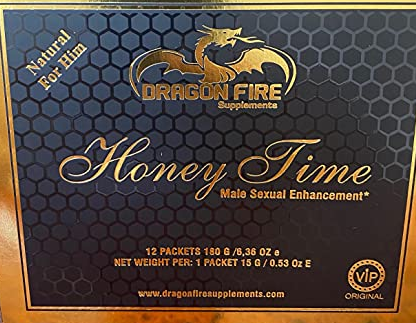 Natural
For Him
DRAGON FIRE
Supplements
Honey Time
Male Sexual Enhancement*
12 PACKETS 180 G /6,36 OZ e
NET WEIGHT PER: 1 PACKET 15 G / 0.53 Oz E
www.dragonfiresupplements.com
VIP
ORIGINAL